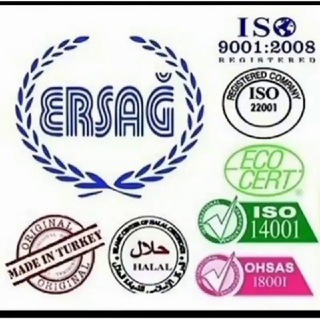 ERSAĞ
ISO
9001:2008
REGISTERED
REGISTERED COMPANY
ISO
22001
ECO
CERT
ISO
14001
OHSAS
18001
ORIGINAL
MADE IN TURKEY
ORIGINAL
حلال
HALAL